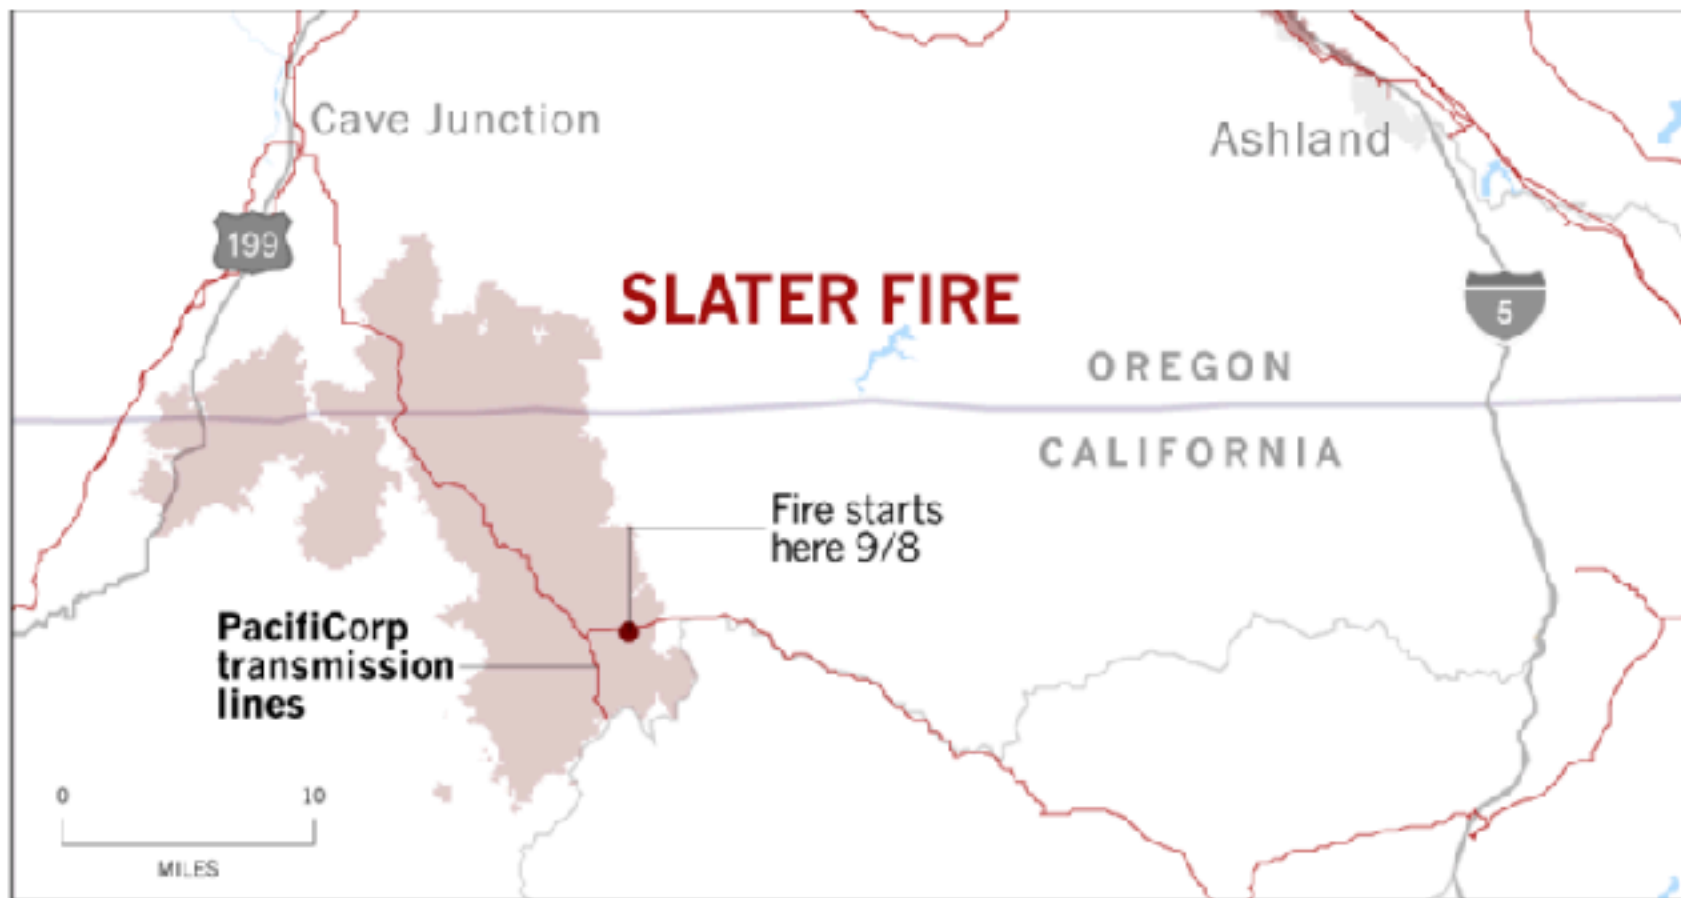 Cave Junction
Ashland
199
SLATER FIRE
5
OREGON
CALIFORNIA
Fire starts
here 9/8
PacifiCorp
transmission
lines
0 10
MILES